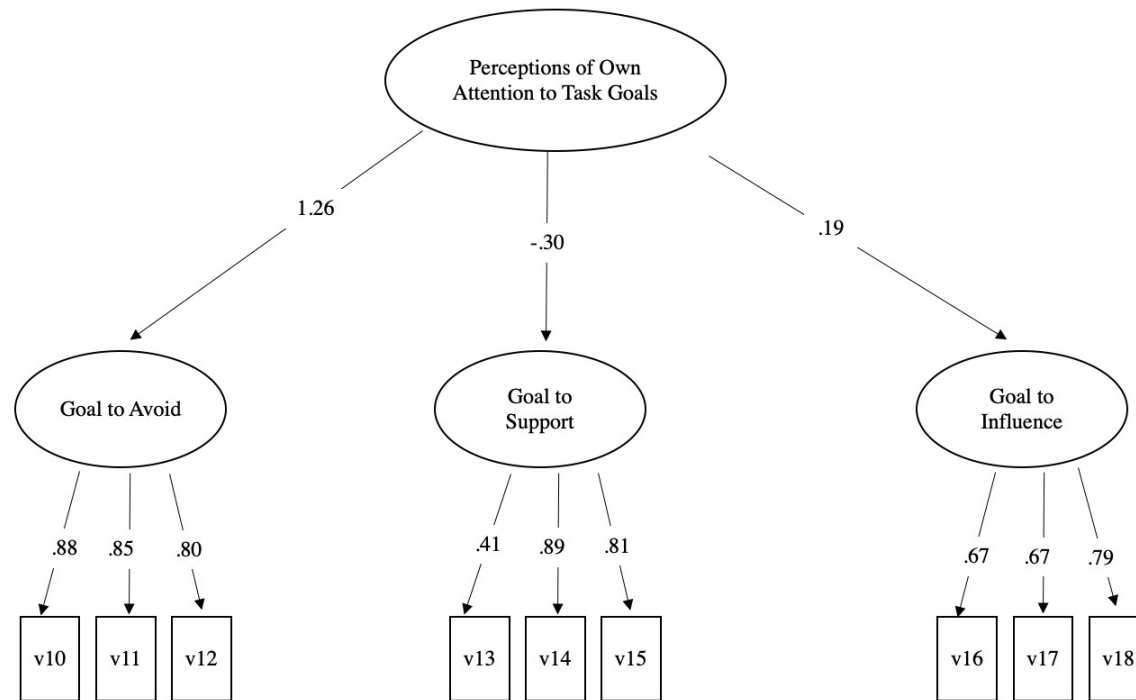 Perceptions of Own
Attention to Task Goals
1.26
-.30
.19
Goal to Avoid
Goal to
Support
Goal to
Influence
.88 .85 .80
.41 .89 .81
.67 .67 .79
v10 v11 v12
v13 v14 v15
v16 v17 v18